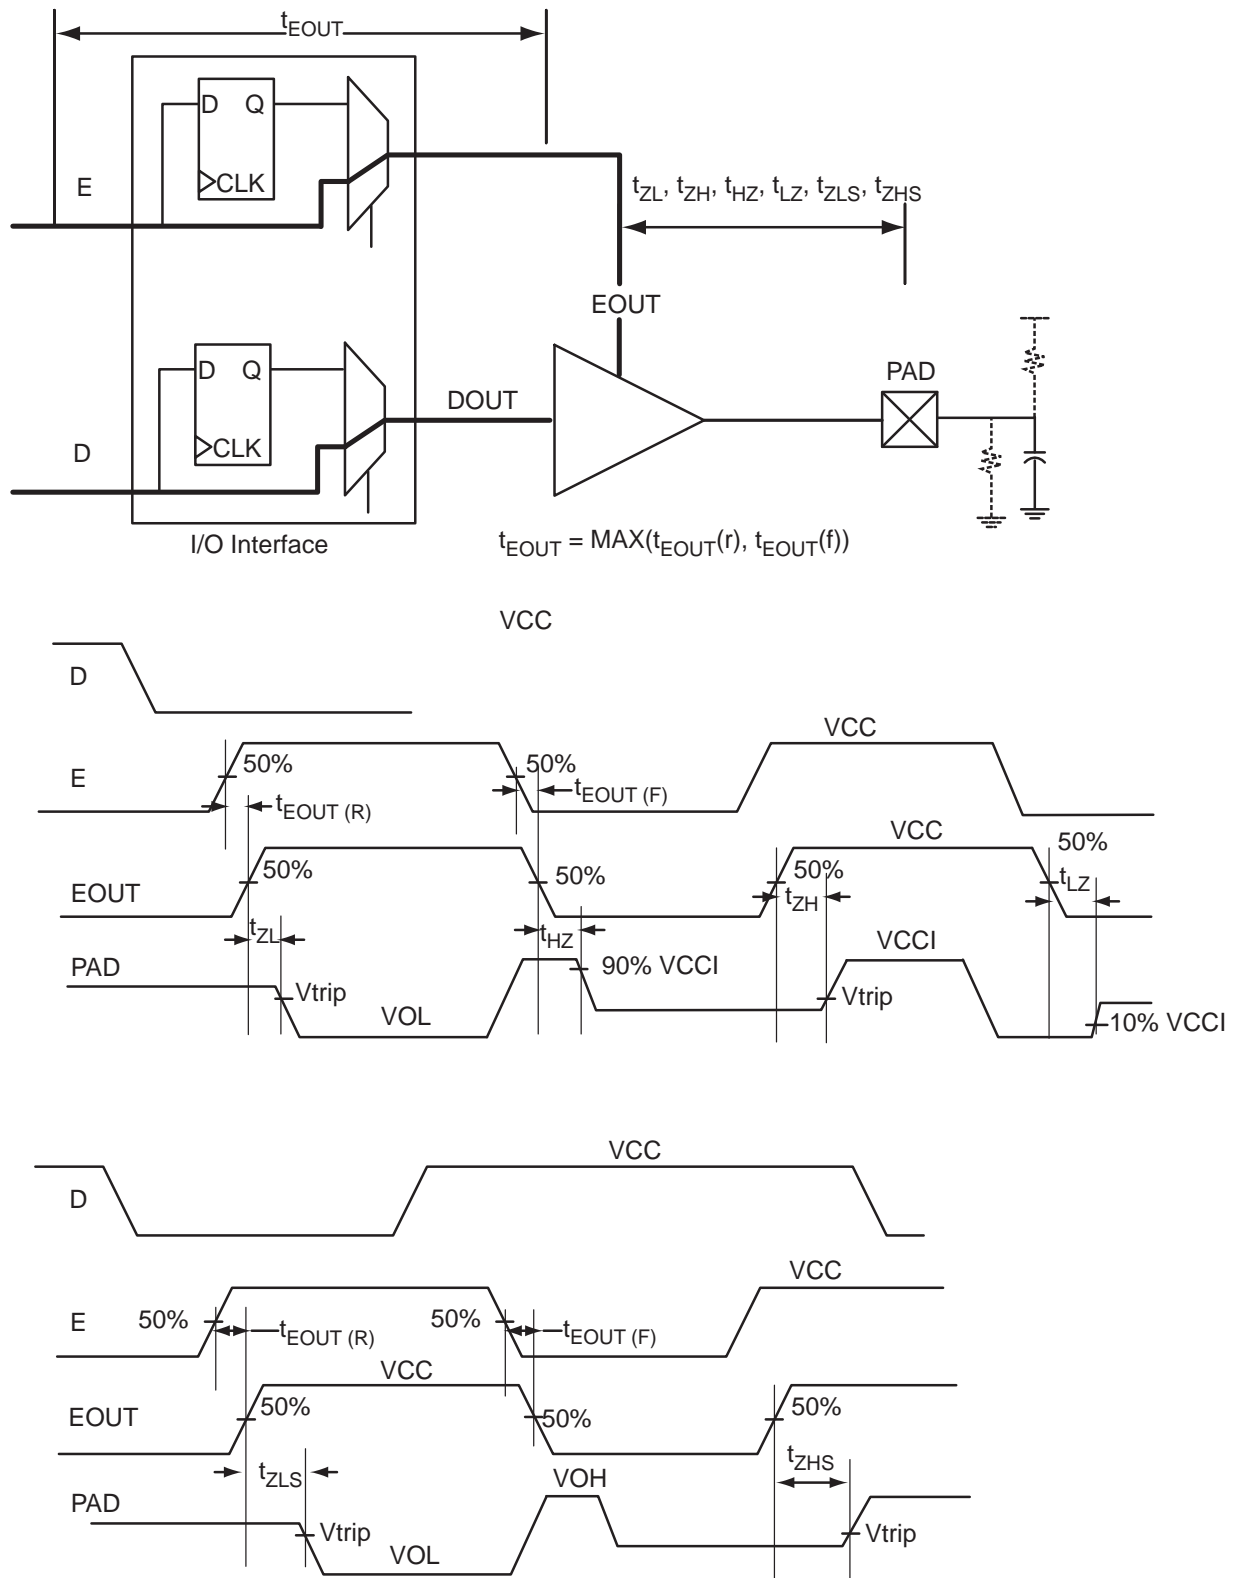 tEOUT
D Q
CLK
E
tZL, tZH, tHZ, tLZ, tZLS, tZHS
EOUT
D Q
CLK
D
DOUT
PAD
I/O Interface
tEOUT = MAX(tEOUT(r), tEOUT(f))
VCC
D
VCC
E
50%
50%
tEOUT (R)
tEOUT (F)
VCC
50%
EOUT
50%
50%
50%
tLZ
tZL
tHZ
tZH
PAD
Vtrip
VOL
90% VCCI
Vtrip
VCCI
10% VCCI
VCC
D
VCC
E
50%
50%
tEOUT (R)
tEOUT (F)
VCC
EOUT
50%
50%
50%
tZLS
tZHS
PAD
VOH
Vtrip
VOL
Vtrip